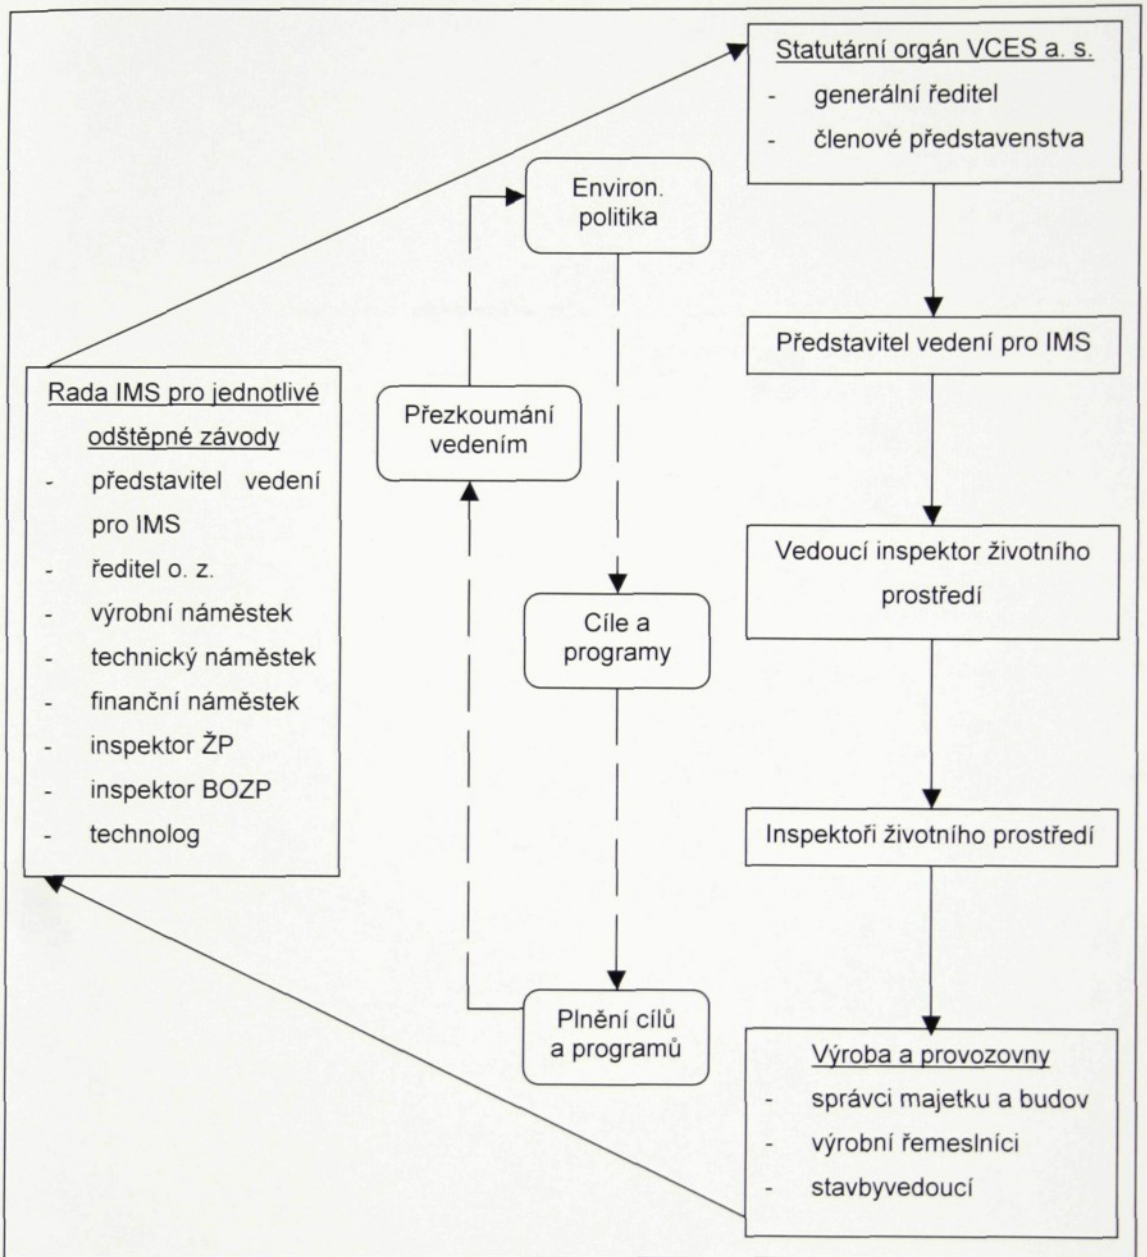 Statutární orgán VCES a. s.
- generální ředitel
- členové představenstva
Environ.
politika
Představitel vedení pro IMS
Rada IMS pro jednotlivé
odštěpné závody
- představitel vedení
pro IMS
- ředitel o. z.
- výrobní náměstek
- technický náměstek
- finanční náměstek
- inspektor ŽP
- inspektor BOZP
- technolog
Přezkoumání
vedením
Vedoucí inspektor životního
prostředí
Cíle a
programy
Inspektoři životního prostředí
Plnění cílů
a programů
Výroba a provozovny
- správci majetku a budov
- výrobní řemeslníci
- stavbyvedoucí